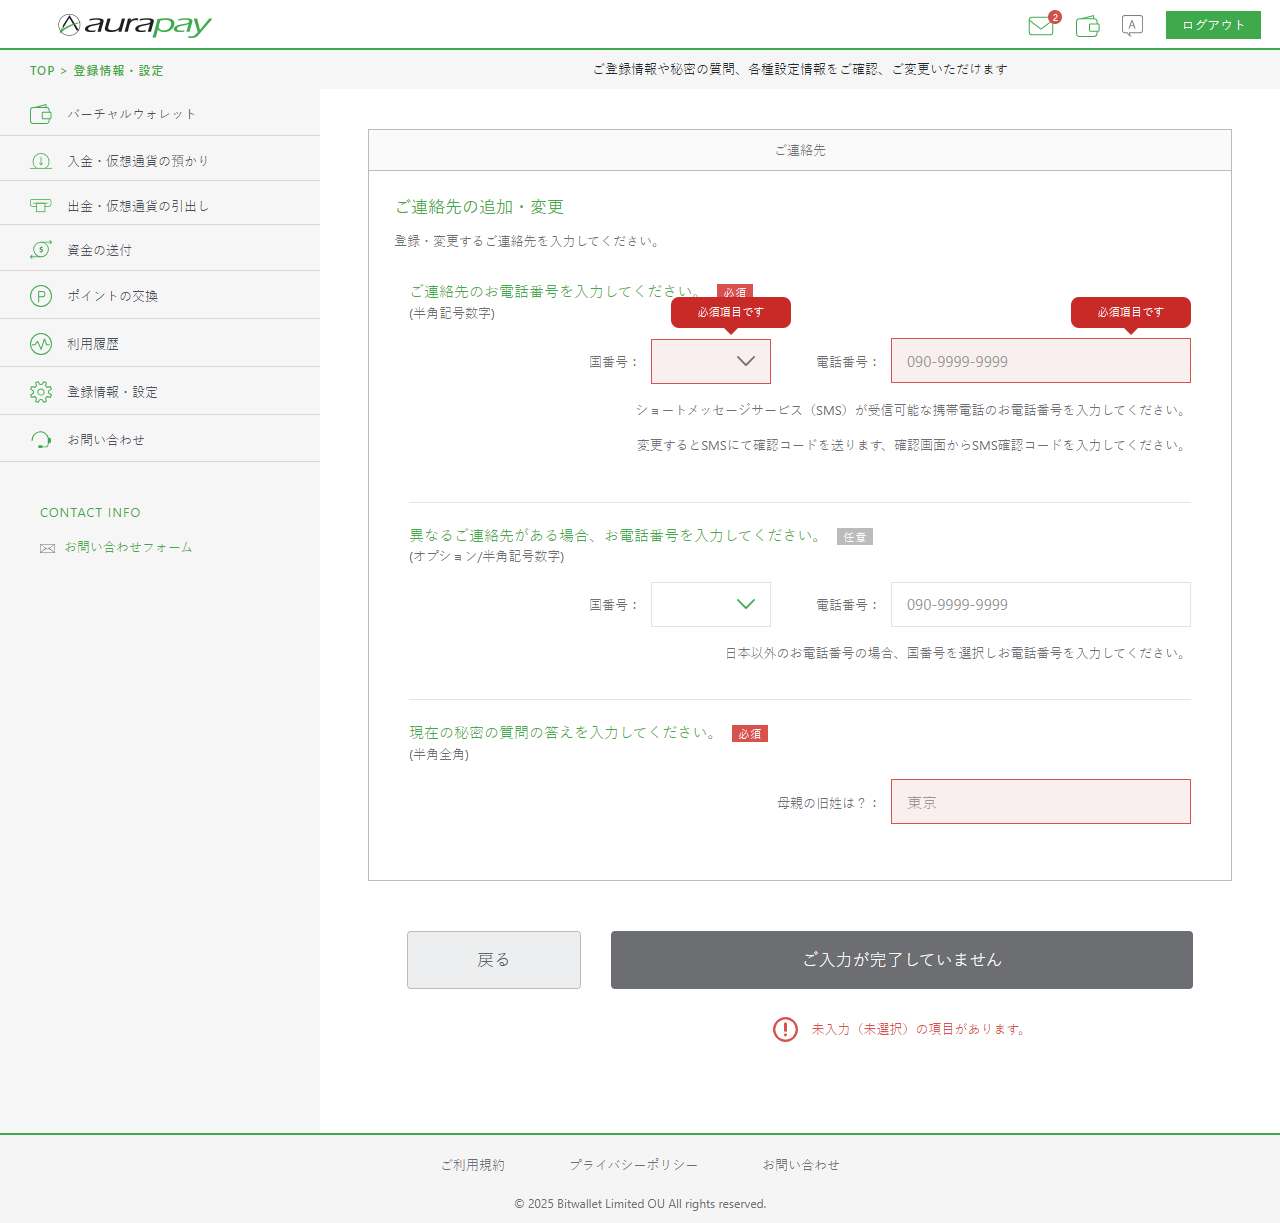 aurapay
2
A
ログアウト
TOP > 登録情報・設定
ご登録情報や秘密の質問、各種設定情報をご確認、ご変更いただけます
バーチャルウォレット
入金・仮想通貨の預かり
出金・仮想通貨の引出し
資金の送付
ポイントの交換
利用履歴
登録情報・設定
お問い合わせ
CONTACT INFO
お問い合わせフォーム
ご連絡先
ご連絡先の追加・変更
登録・変更するご連絡先を入力してください。
ご連絡先のお電話番号を入力してください。 必須
(半角記号数字)
必須項目です 必須項目です
国番号： 電話番号： 090-9999-9999
ショートメッセージサービス（SMS）が受信可能な携帯電話のお電話番号を入力してください。
変更するとSMSにて確認コードを送ります、確認画面からSMS確認コードを入力してください。
異なるご連絡先がある場合、お電話番号を入力してください。 任意
(オプション/半角記号数字)
国番号： 電話番号： 090-9999-9999
日本以外のお電話番号の場合、国番号を選択しお電話番号を入力してください。
現在の秘密の質問の答えを入力してください。 必須
(半角全角)
母親の旧姓は？： 東京
戻る ご入力が完了していません
未入力（未選択）の項目があります。
ご利用規約 プライバシーポリシー お問い合わせ
© 2025 Bitwallet Limited OU All rights reserved.